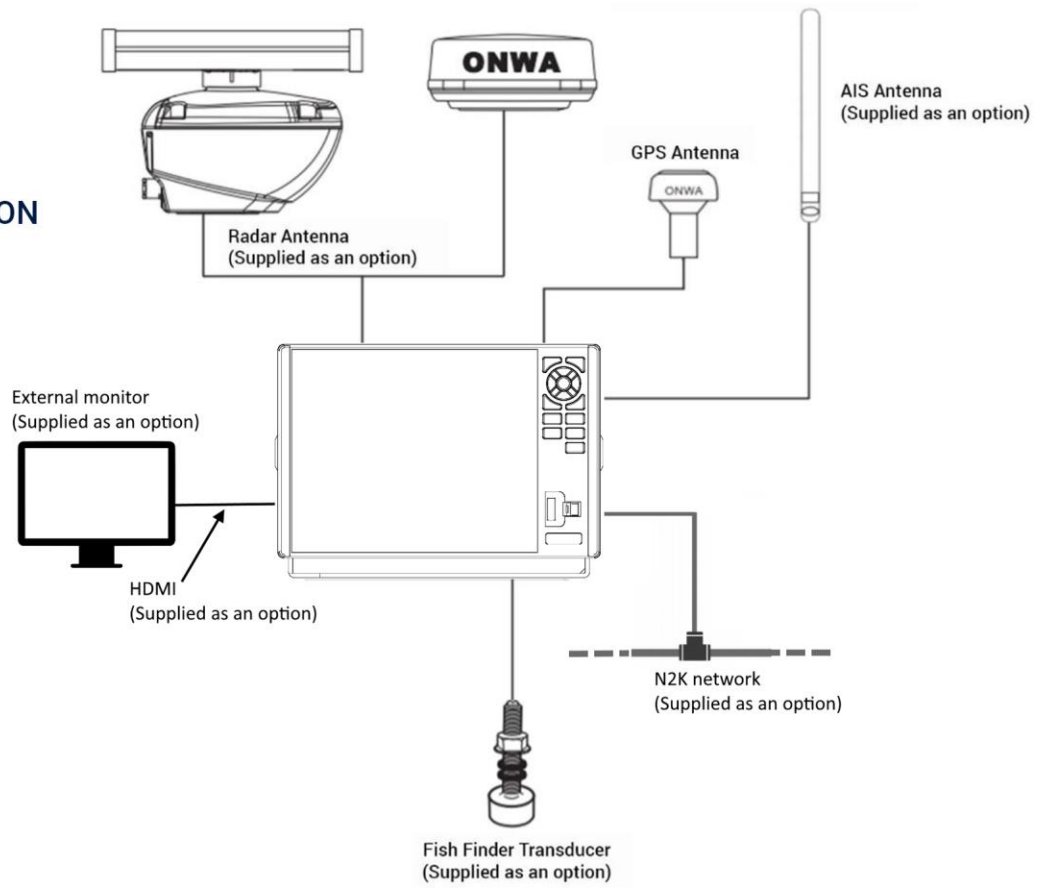 ONWA
AIS Antenna
(Supplied as an option)
GPS Antenna
ONWA
ON
Radar Antenna
(Supplied as an option)
External monitor
(Supplied as an option)
HDMI
(Supplied as an option)
N2K network
(Supplied as an option)
Fish Finder Transducer
(Supplied as an option)